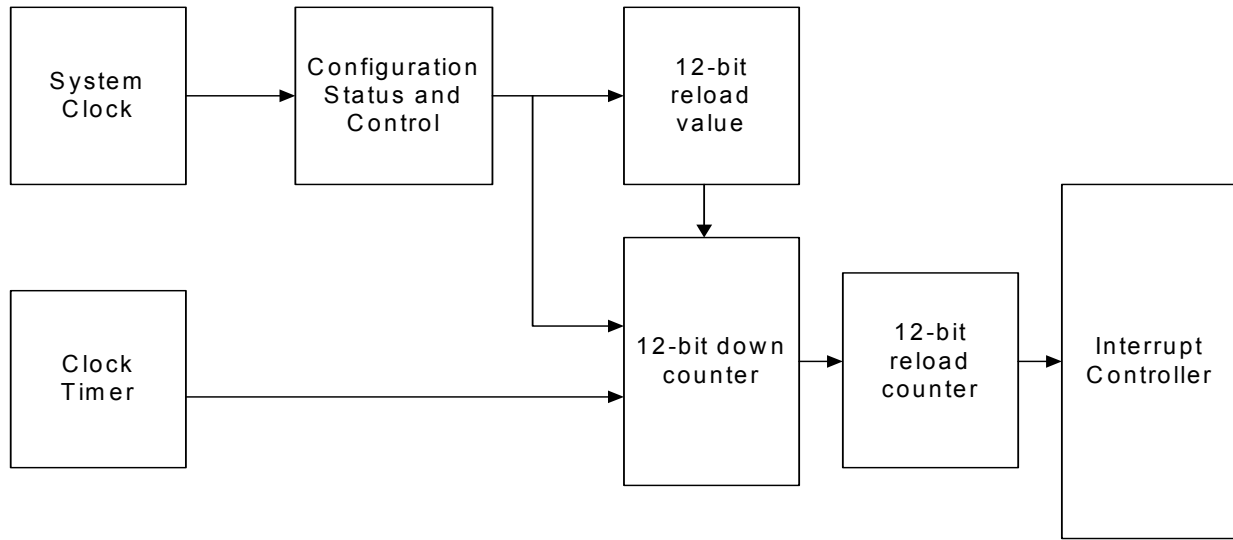 System
Clock
Configuration
Status and
Control
12-bit
reload
value
Clock
Timer
12-bit down
counter
12-bit
reload
counter
Interrupt
Controller